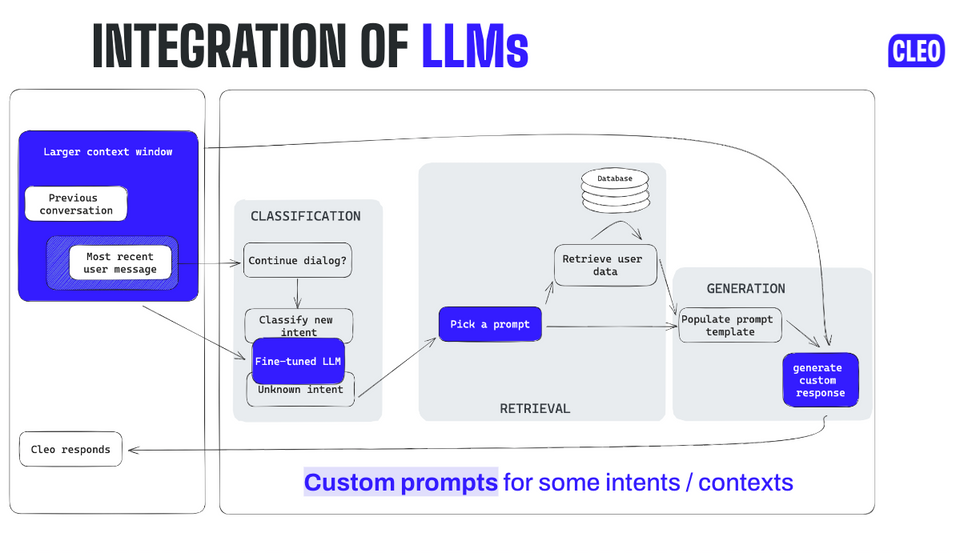 INTEGRATION OF LLMs
CLEO
Larger context window
Previous
conversation
Most recent
user message
Cleo responds
CLASSIFICATION
Continue dialog?
Classify new
intent
Fine-tuned LLM
Unknown intent
Database
Retrieve user
data
Pick a prompt
RETRIEVAL
GENERATION
Populate prompt
template
generate
custom
response
Custom prompts for some intents / contexts